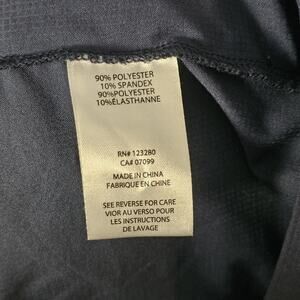 90% POLYESTER
10% SPANDEX
90%POLYESTER
10%ÉLASTHANNE
RN# 123280
CA# 07099
MADE IN CHINA
FABRIQUE EN CHINE
SEE REVERSE FOR CARE
VIOR AU VERSO POUR
LES INSTRUCTIONS
DE LAVAGE